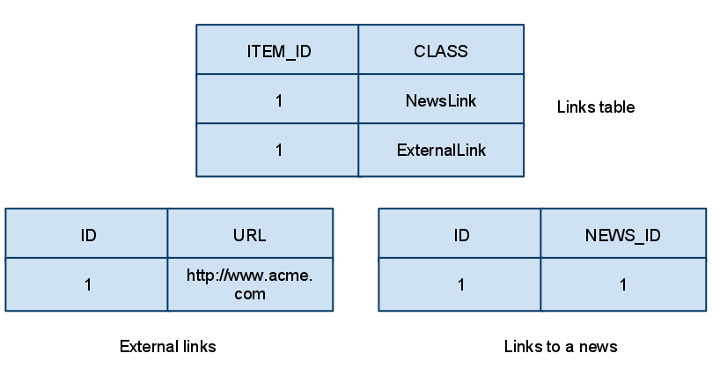 ITEM_ID CLASS
1 NewsLink
Links table
1 ExternalLink
ID URL
1 http://www.acme.
com
External links
ID NEWS_ID
1 1
Links to a news